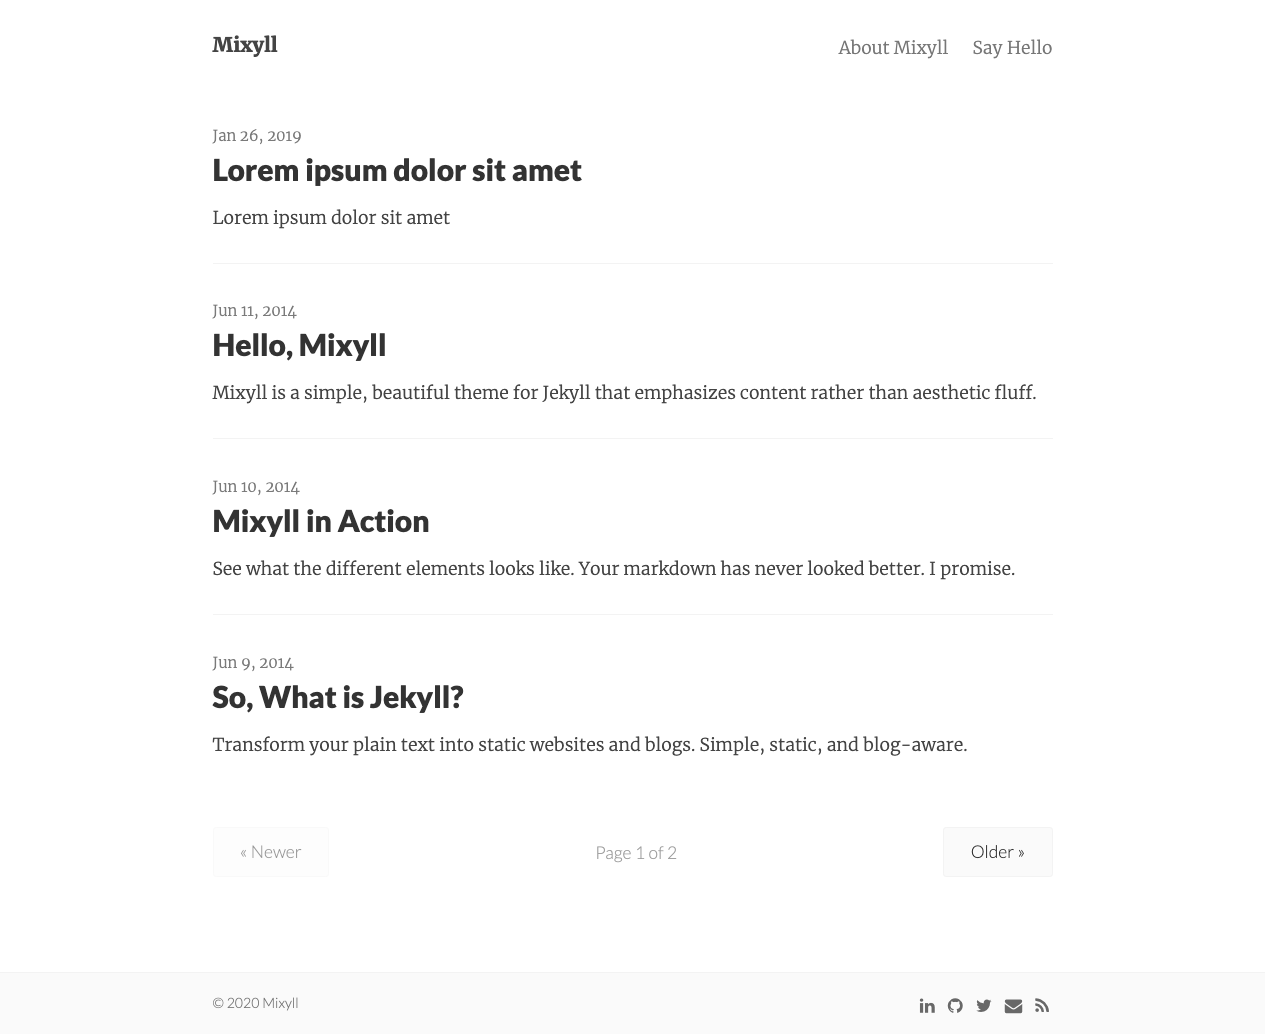 Mixyll
About Mixyll Say Hello
Jan 26, 2019
Lorem ipsum dolor sit amet
Lorem ipsum dolor sit amet
Jun 11, 2014
Hello, Mixyll
Mixyll is a simple, beautiful theme for Jekyll that emphasizes content rather than aesthetic fluff.
Jun 10, 2014
Mixyll in Action
See what the different elements looks like. Your markdown has never looked better. I promise.
Jun 9, 2014
So, What is Jekyll?
Transform your plain text into static websites and blogs. Simple, static, and blog-aware.
« Newer
Page 1 of 2
Older »
© 2020 Mixyll